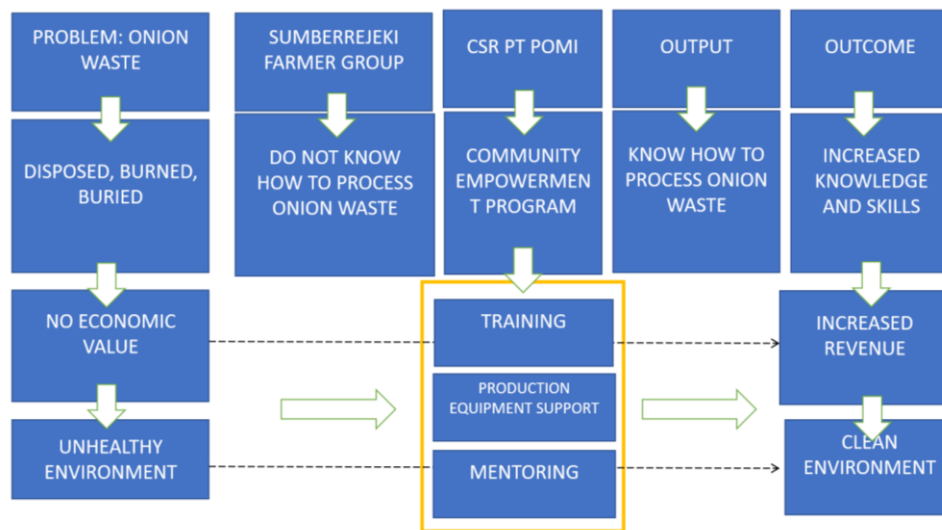 PROBLEM: ONION
WASTE
SUMBERREJEKI
FARMER GROUP
CSR PT POMI
OUTPUT
OUTCOME
DISPOSED, BURNED,
BURIED
DO NOT KNOW
HOW TO PROCESS
ONION WASTE
COMMUNITY
EMPOWERMEN
T PROGRAM
KNOW HOW TO
PROCESS ONION
WASTE
INCREASED
KNOWLEDGE
AND SKILLS
NO ECONOMIC
VALUE
TRAINING
INCREASED
REVENUE
PRODUCTION
EQUIPMENT SUPPORT
UNHEALTHY
ENVIRONMENT
MENTORING
CLEAN
ENVIRONMENT